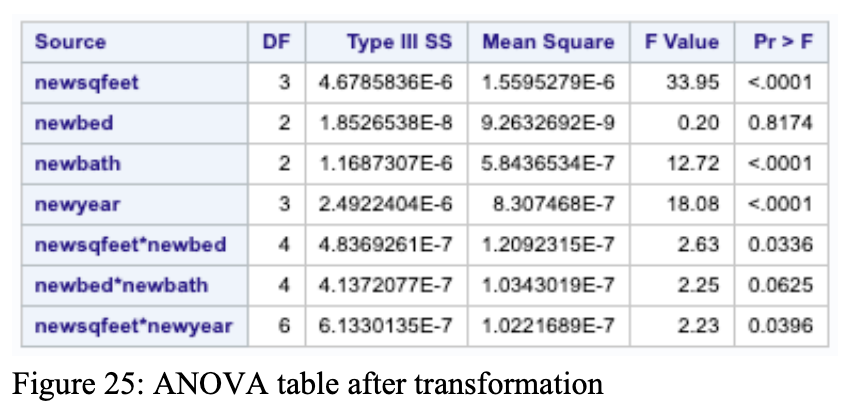 Source DF Type III SS Mean Square F Value Pr > F
newsqfeet 3 4.6785836E-6 1.5595279E-6 33.95 <.0001
newbed 2 1.8526538E-8 9.2632692E-9 0.20 0.8174
newbath 2 1.1687307E-6 5.8436534E-7 12.72 <.0001
newyear 3 2.4922404E-6 8.307468E-7 18.08 <.0001
newsqfeet*newbed 4 4.8369261E-7 1.2092315E-7 2.63 0.0336
newbed*newbath 4 4.1372077E-7 1.0343019E-7 2.25 0.0625
newsqfeet*newyear 6 6.1330135E-7 1.0221689E-7 2.23 0.0396
Figure 25: ANOVA table after transformation